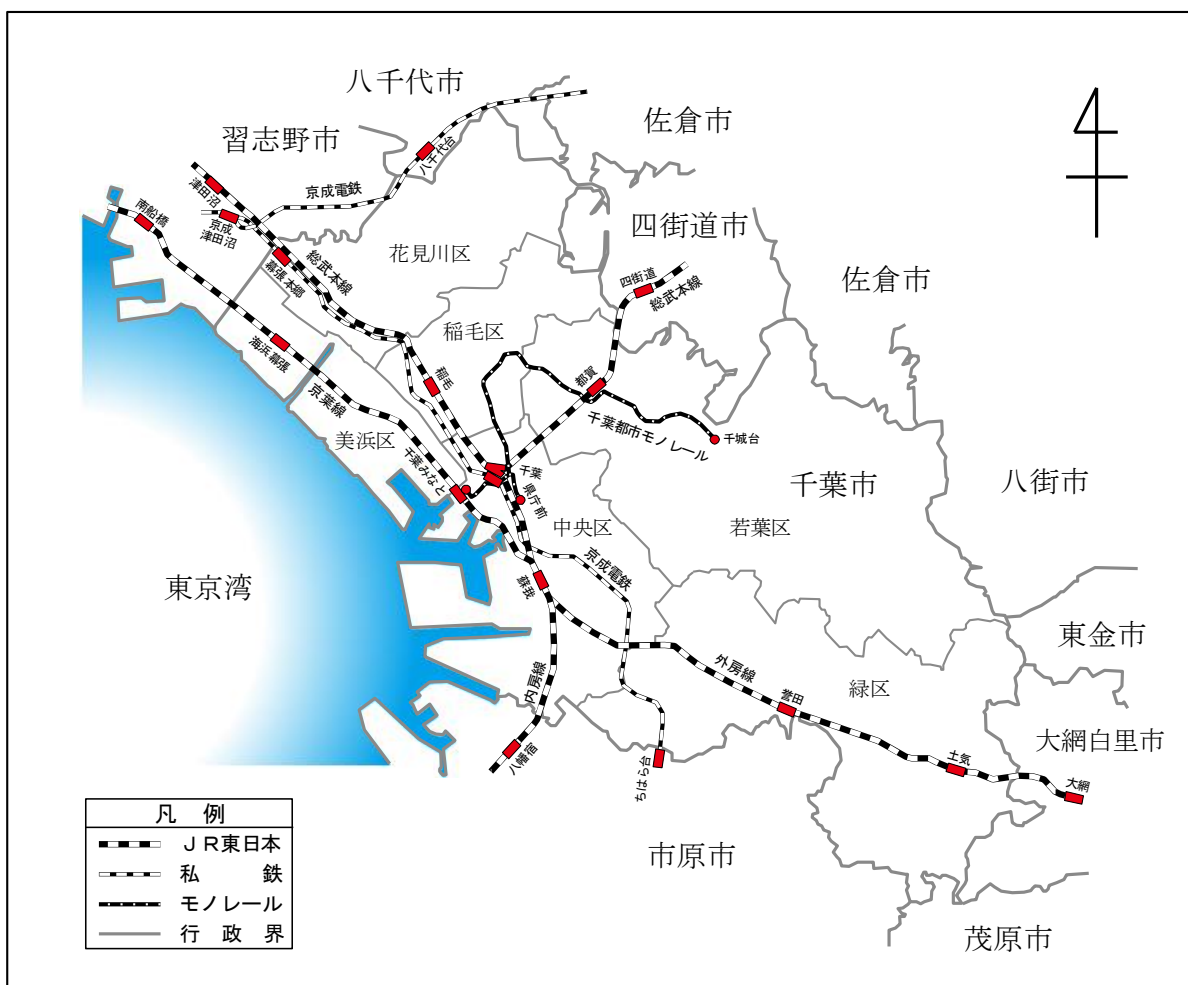 八千代市
佐倉市
習志野市
八千代台
津田沼
京成電鉄
南船橋
京成
津田沼
四街道市
花見川区
幕張本郷
総武本線
四街道
総武本線
佐倉市
稲毛区
海浜幕張
稲毛
都賀
京葉線
千葉都市モノレール
千城台
美浜区
千葉みなと
千葉
県庁前
千葉市
八街市
中央区
若葉区
京成電鉄
東京湾
蘇我
東金市
外房線
緑区
内房線
誉田
大網白里市
八幡宿
ちはら台
土気
大網
市原市
茂原市
凡 例
ＪＲ東日本
私 鉄
モノレール
行 政 界